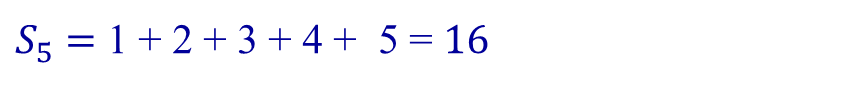 S₅ = 1 + 2 + 3 + 4 + 5 = 16